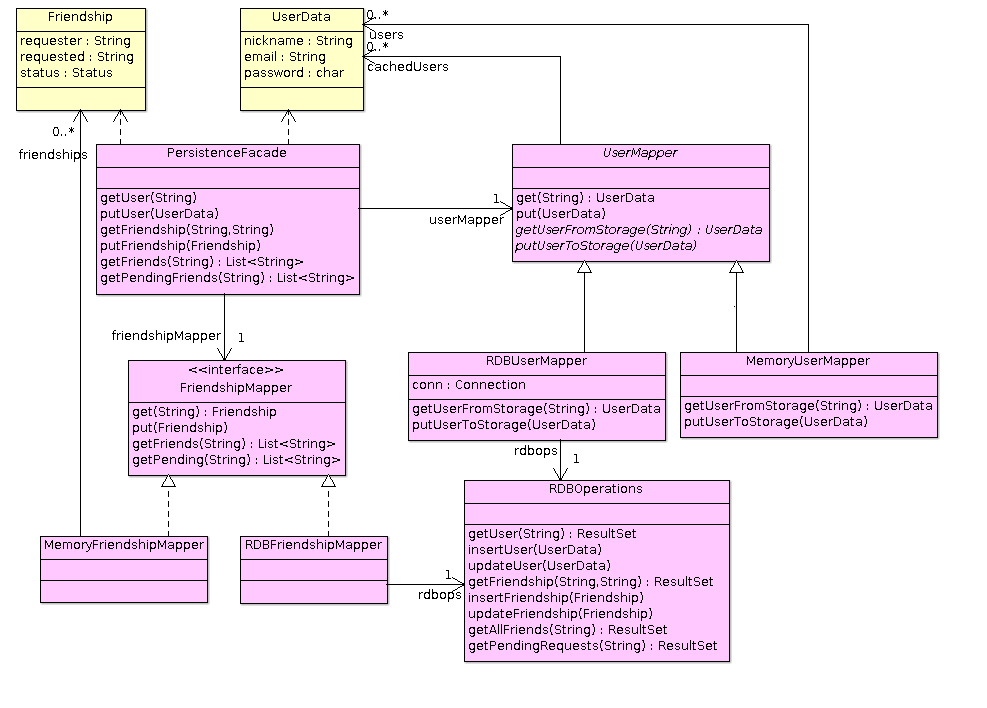 Friendship
requester : String
requested : String
status : Status
UserData
nickname : String
email : String
password : char
0..*
users
0..*
cachedUsers
0..*
friendships
PersistenceFacade
getUser(String)
putUser(UserData)
getFriendship(String,String)
putFriendship(Friendship)
getFriends(String) : List<String>
getPendingFriends(String) : List<String>
1
userMapper
UserMapper
get(String) : UserData
put(UserData)
getUserFromStorage(String) : UserData
putUserToStorage(UserData)
friendshipMapper
1
<<interface>>
FriendshipMapper
get(String) : Friendship
put(Friendship)
getFriends(String) : List<String>
getPending(String) : List<String>
RDBUserMapper
conn : Connection
getUserFromStorage(String) : UserData
putUserToStorage(UserData)
MemoryUserMapper
getUserFromStorage(String) : UserData
putUserToStorage(UserData)
rdbops
1
MemoryFriendshipMapper
RDBFriendshipMapper
1
rdbops
RDBOperations
getUser(String) : ResultSet
insertUser(UserData)
updateUser(UserData)
getFriendship(String,String) : ResultSet
insertFriendship(Friendship)
updateFriendship(Friendship)
getAllFriends(String) : ResultSet
getPendingRequests(String) : ResultSet